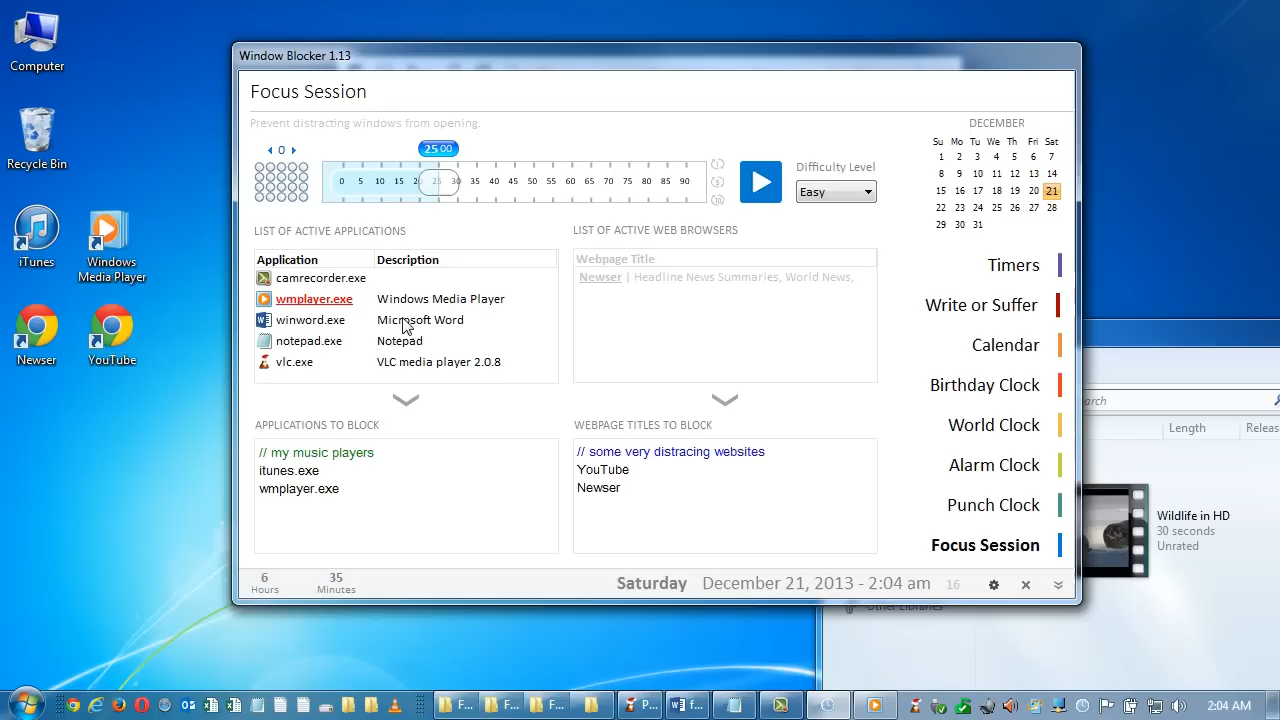 Computer
Recycle Bin
iTunes
Windows
Media Player
Newser
YouTube
Window Blocker 1.13
Focus Session
Prevent distracting windows from opening.
0
25 00
0 5 10 15 20 25 30 35 40 45 50 55 60 65 70 75 80 85 90
1
5
10
Difficulty Level
Easy
DECEMBER
Su Mo Tu We Th Fri Sat
1 2 3 4 5 6 7
8 9 10 11 12 13 14
15 16 17 18 19 20 21
22 23 24 25 26 27 28
29 30 31
LIST OF ACTIVE APPLICATIONS
Application Description
camrecorder.exe
wmplayer.exe Windows Media Player
winword.exe Microsoft Word
notepad.exe Notepad
vlc.exe VLC media player 2.0.8
LIST OF ACTIVE WEB BROWSERS
Webpage Title
Newser | Headline News Summaries, World News,
APPLICATIONS TO BLOCK
// my music players
itunes.exe
wmplayer.exe
WEBPAGE TITLES TO BLOCK
// some very distracing websites
YouTube
Newser
Timers
Write or Suffer
Calendar
Birthday Clock
World Clock
Alarm Clock
Punch Clock
Focus Session
6
Hours
35
Minutes
Saturday December 21, 2013 - 2:04 am 16
earch
Length Releas
Wildlife in HD
30 seconds
Unrated
Other Libraries
F...
F...
F...
P...
f...
2:04 AM